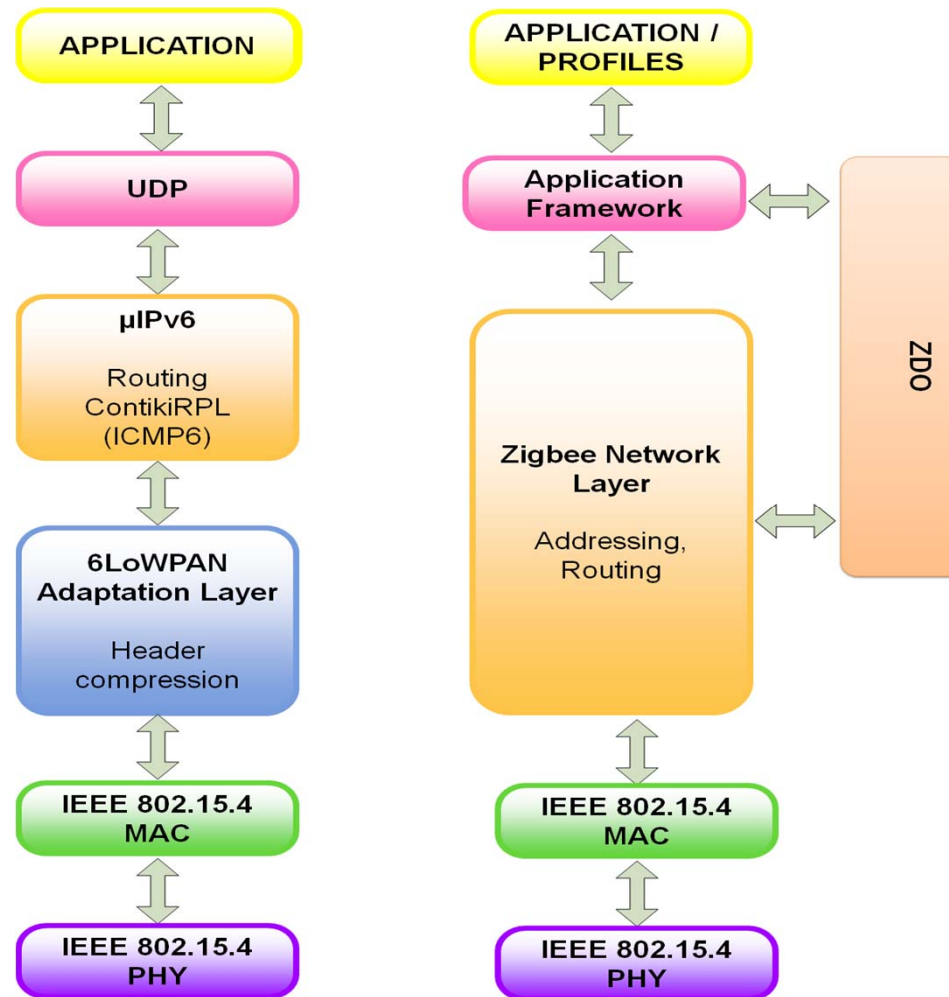 APPLICATION
UDP
µIPv6
Routing
ContikiRPL
(ICMP6)
6LoWPAN
Adaptation Layer
Header
compression
IEEE 802.15.4
MAC
IEEE 802.15.4
PHY
APPLICATION /
PROFILES
Application
Framework
Zigbee Network
Layer
Addressing,
Routing
IEEE 802.15.4
MAC
IEEE 802.15.4
PHY
ZDO